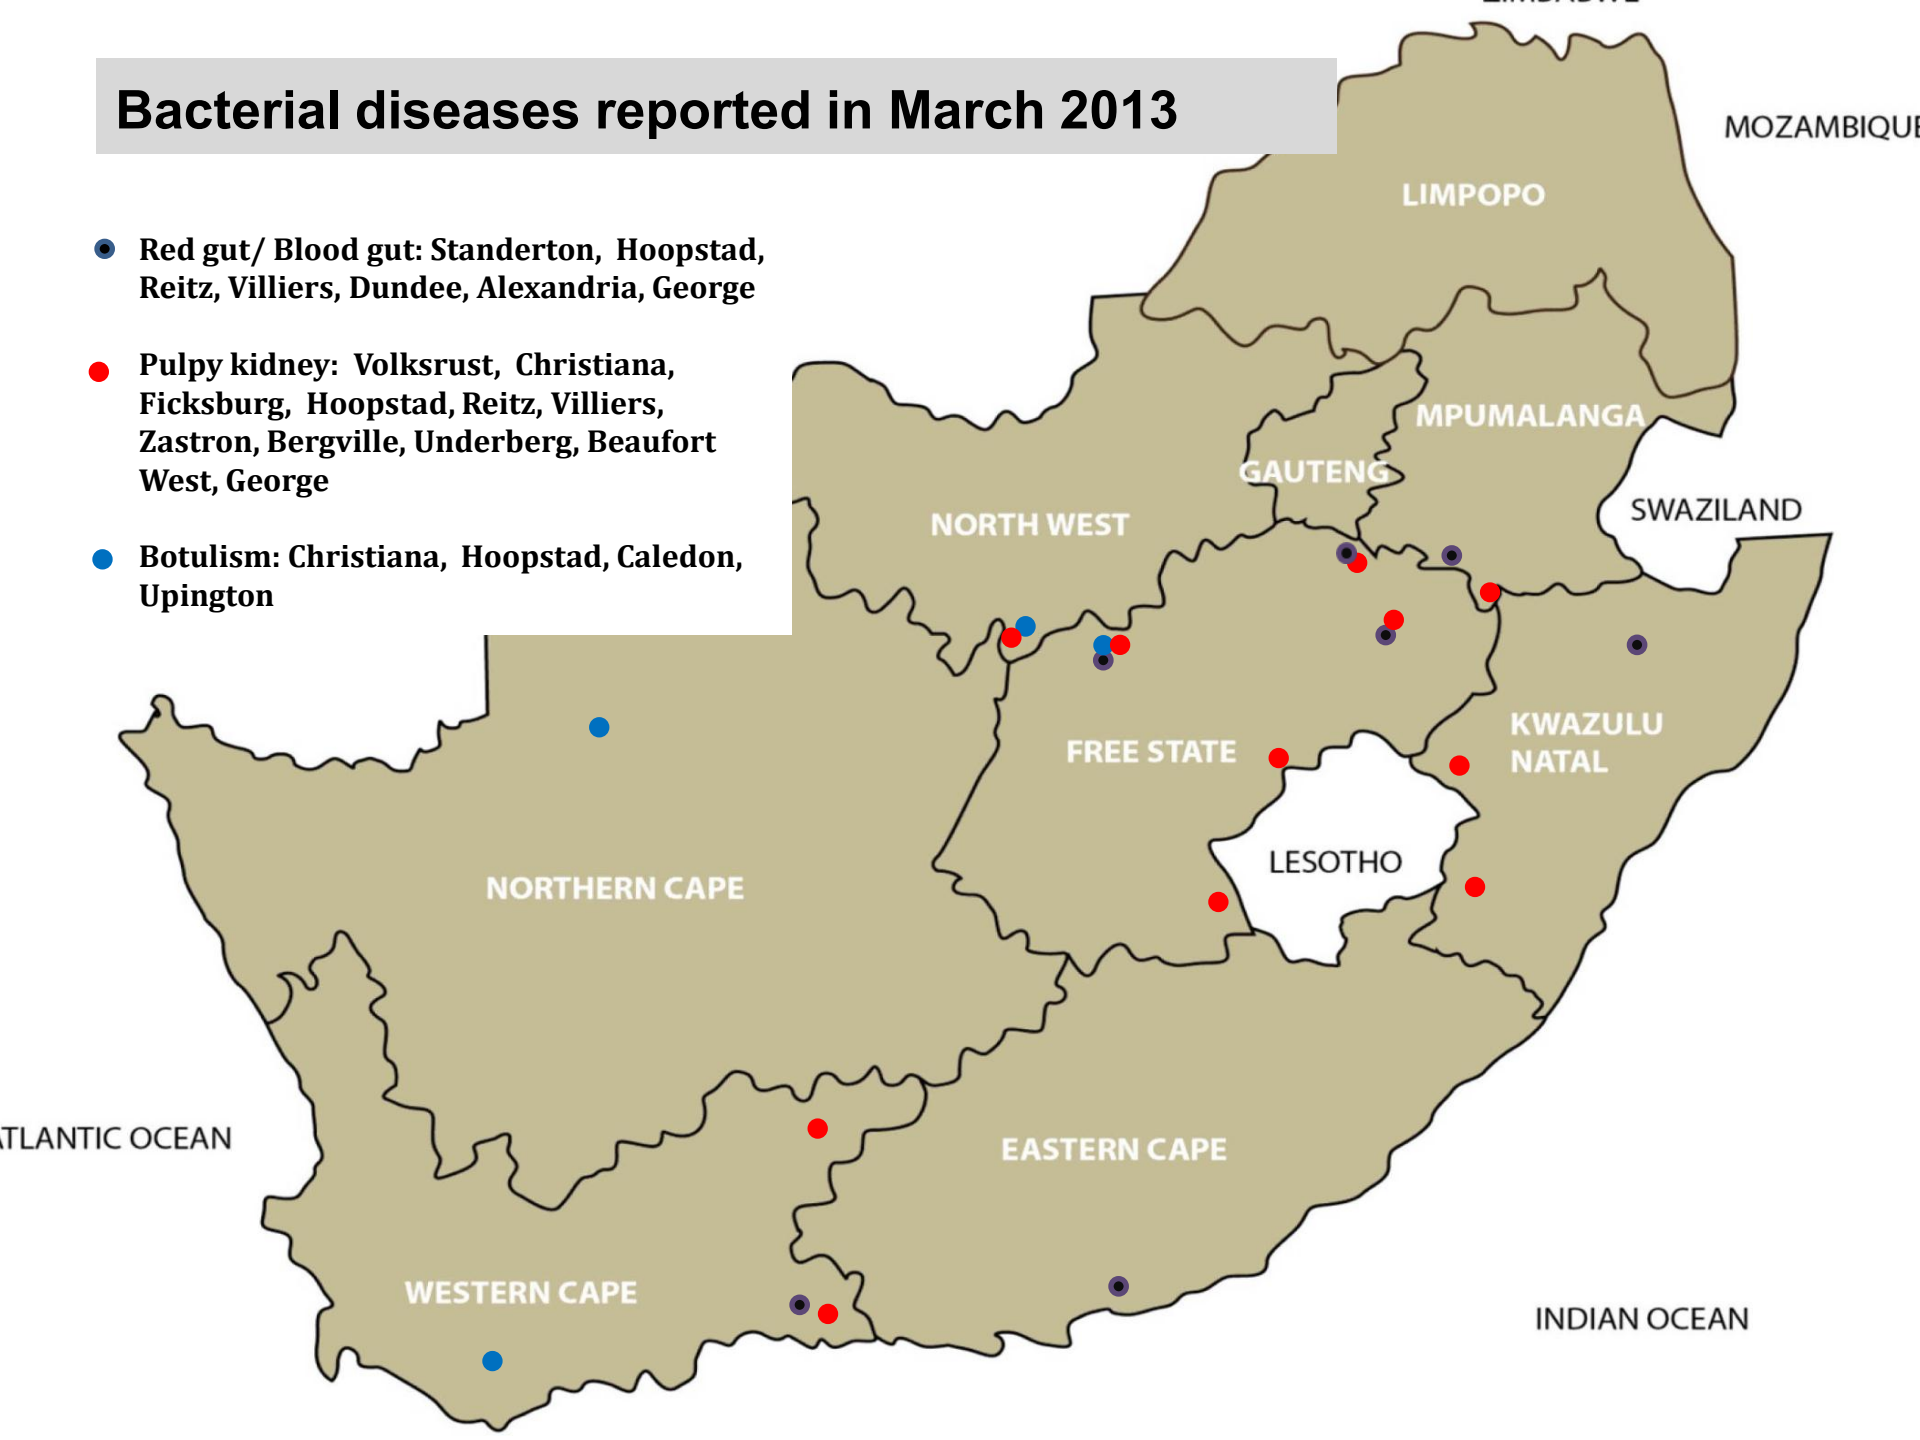 ZIMBABWE
Bacterial diseases reported in March 2013
MOZAMBIQUE
LIMPOPO
Red gut/ Blood gut: Standerton, Hoopstad,
Reitz, Villiers, Dundee, Alexandria, George
Pulpy kidney: Volksrust, Christiana,
Ficksburg, Hoopstad, Reitz, Villiers,
Zastron, Bergville, Underberg, Beaufort
West, George
MPUMALANGA
GAUTENG
SWAZILAND
NORTH WEST
Botulism: Christiana, Hoopstad, Caledon,
Upington
KWAZULU
NATAL
FREE STATE
LESOTHO
NORTHERN CAPE
ATLANTIC OCEAN
EASTERN CAPE
WESTERN CAPE
INDIAN OCEAN